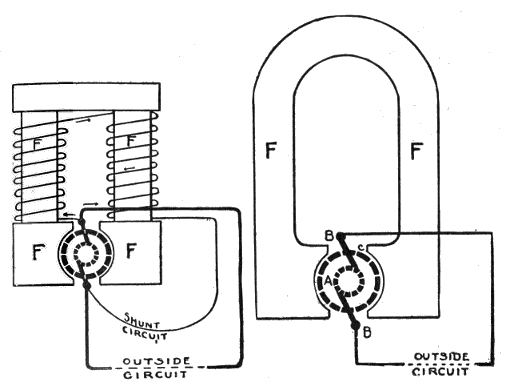 F F
F F
SHUNT
CIRCUIT
OUTSIDE
CIRCUIT
F F
B
C
A
B
OUTSIDE
CIRCUIT